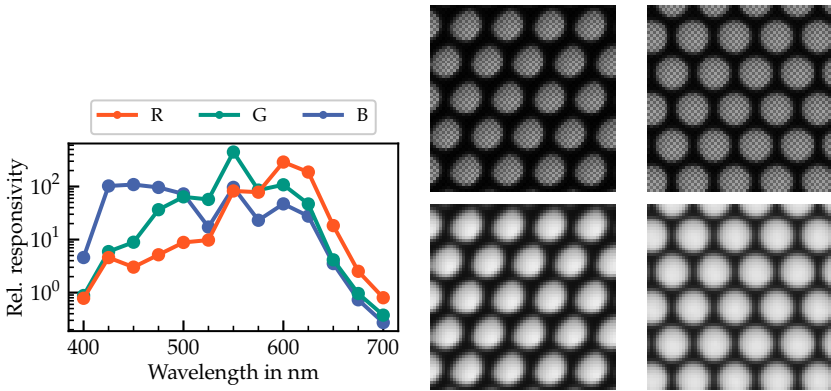 R G B
Rel. responsivity
10²
10¹
10⁰
400 500 600 700
Wavelength in nm